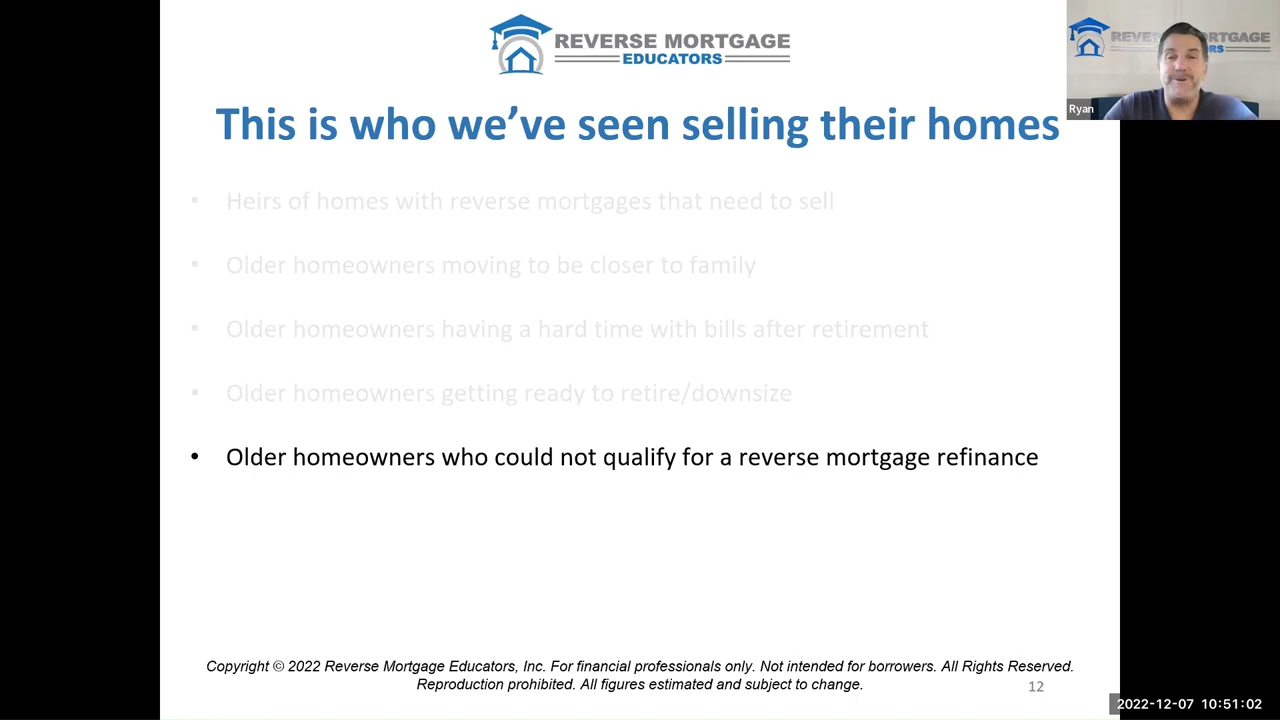 REVERSE MORTGAGE
EDUCATORS
This is who we’ve seen selling their homes
• Heirs of homes with reverse mortgages that need to sell
• Older homeowners moving to be closer to family
• Older homeowners having a hard time with bills after retirement
• Older homeowners getting ready to retire/downsize
• Older homeowners who could not qualify for a reverse mortgage refinance
Copyright © 2022 Reverse Mortgage Educators, Inc. For financial professionals only. Not intended for borrowers. All Rights Reserved.
Reproduction prohibited. All figures estimated and subject to change.
12
Ryan
2022-12-07 10:51:02